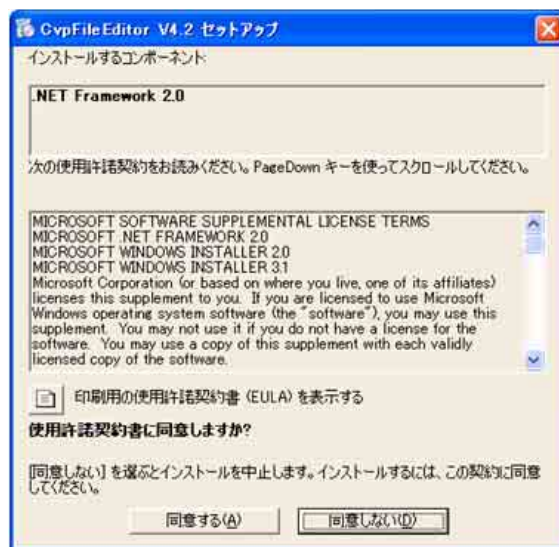 CvpFileEditor V4.2 セットアップ
インストールするコンポーネント:
.NET Framework 2.0
次の使用許諾契約をお読みください。PageDown キーを使ってスクロールしてください。
MICROSOFT SOFTWARE SUPPLEMENTAL LICENSE TERMS
MICROSOFT .NET FRAMEWORK 2.0
MICROSOFT WINDOWS INSTALLER 2.0
MICROSOFT WINDOWS INSTALLER 3.1
Microsoft Corporation (or based on where you live, one of its affiliates)
licenses this supplement to you. If you are licensed to use Microsoft
Windows operating system software (the "software"), you may use this
supplement. You may not use it if you do not have a license for the
software. You may use a copy of this supplement with each validly
licensed copy of the software.
印刷用の使用許諾契約書 (EULA) を表示する
使用許諾契約書に同意しますか?
[同意しない] を選ぶとインストールを中止します。インストールするには、この契約に同意
してください。
同意する(A) 同意しない(D)